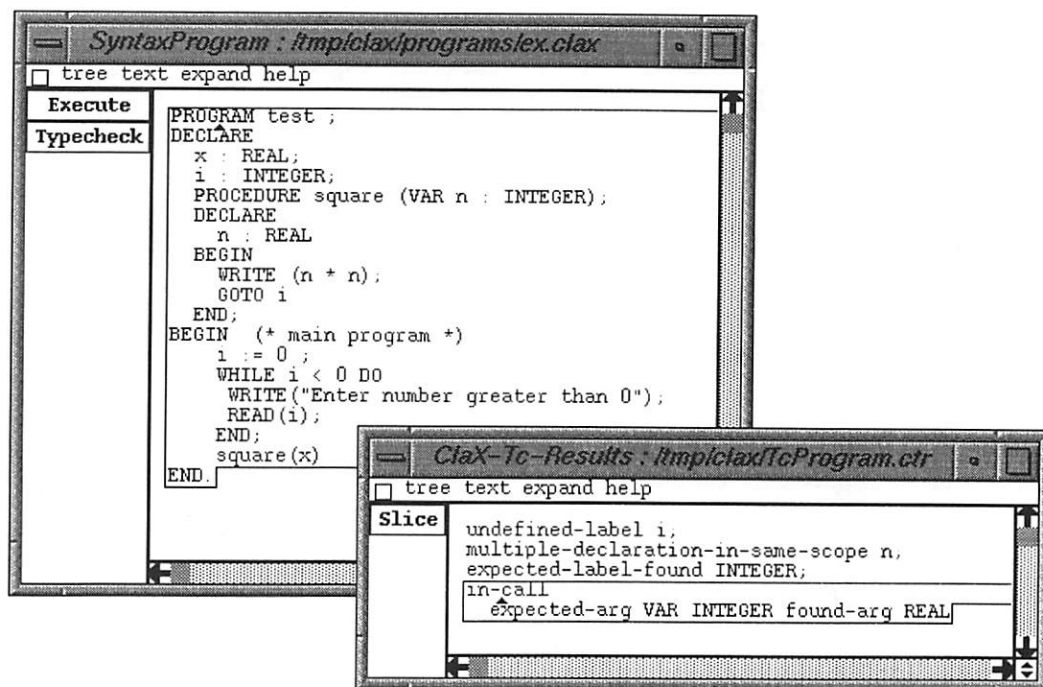 SyntaxProgram : /tmp/clax/programs/ex.clax
tree text expand help
Execute
Typecheck
PROGRAM test ;
DECLARE
x : REAL;
i : INTEGER;
PROCEDURE square (VAR n : INTEGER);
DECLARE
n : REAL
BEGIN
WRITE (n * n);
GOTO i
END;
BEGIN (* main program *)
i := 0 ;
WHILE i < 0 DO
WRITE("Enter number greater than 0");
READ(i);
END;
square(x)
END.
ClaX-Tc-Results : /tmp/clax/TcProgram.ctr
tree text expand help
Slice
undefined-label i;
multiple-declaration-in-same-scope n;
expected-label-found INTEGER;
in-call
expected-arg VAR INTEGER found-arg REAL